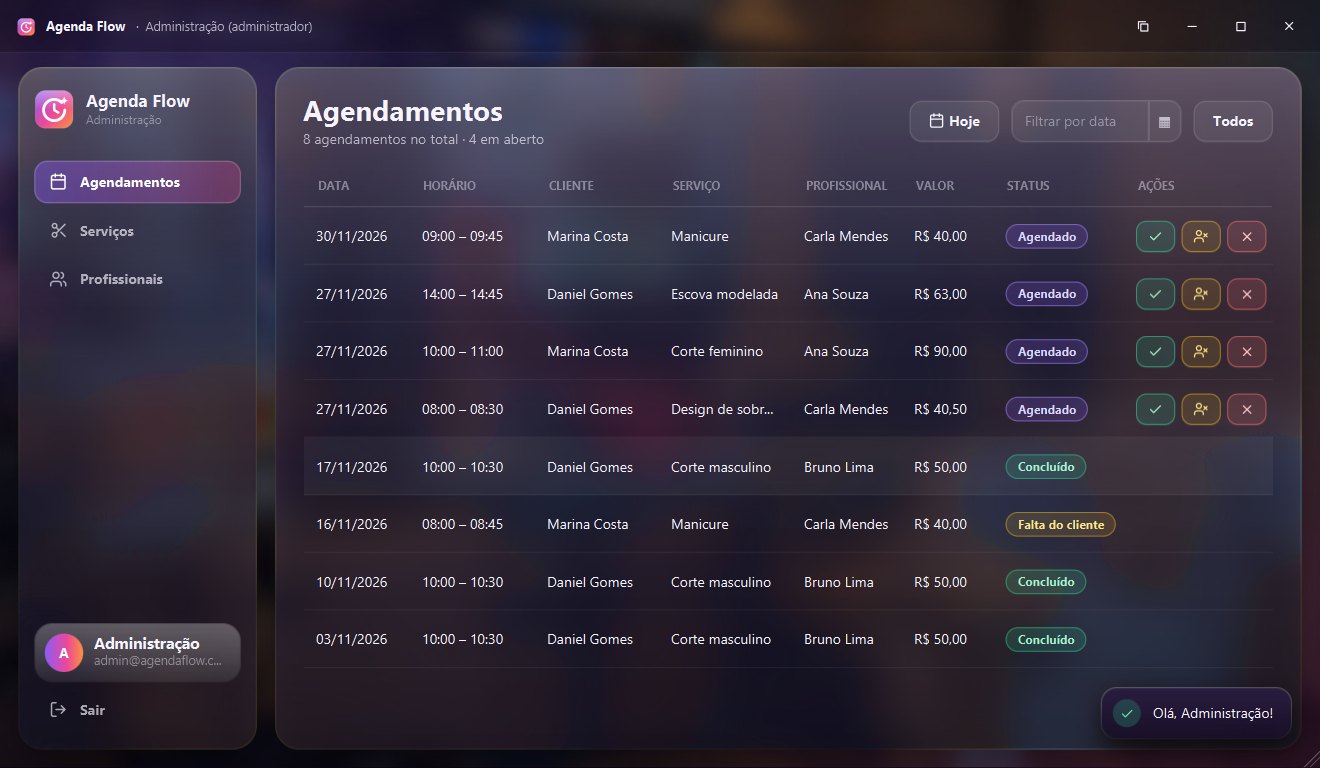 Agenda Flow · Administração (administrador)
Agenda Flow
Administração
Agendamentos
Serviços
Profissionais
A
Administração
admin@agendaflow.c...
Sair
Agendamentos
8 agendamentos no total · 4 em aberto
Hoje
Filtrar por data
Todos
DATA HORÁRIO CLIENTE SERVIÇO PROFISSIONAL VALOR STATUS AÇÕES
30/11/2026 09:00 – 09:45 Marina Costa Manicure Carla Mendes R$ 40,00 Agendado
27/11/2026 14:00 – 14:45 Daniel Gomes Escova modelada Ana Souza R$ 63,00 Agendado
27/11/2026 10:00 – 11:00 Marina Costa Corte feminino Ana Souza R$ 90,00 Agendado
27/11/2026 08:00 – 08:30 Daniel Gomes Design de sobr... Carla Mendes R$ 40,50 Agendado
17/11/2026 10:00 – 10:30 Daniel Gomes Corte masculino Bruno Lima R$ 50,00 Concluído
16/11/2026 08:00 – 08:45 Marina Costa Manicure Carla Mendes R$ 40,00 Falta do cliente
10/11/2026 10:00 – 10:30 Daniel Gomes Corte masculino Bruno Lima R$ 50,00 Concluído
03/11/2026 10:00 – 10:30 Daniel Gomes Corte masculino Bruno Lima R$ 50,00 Concluído
Olá, Administração!